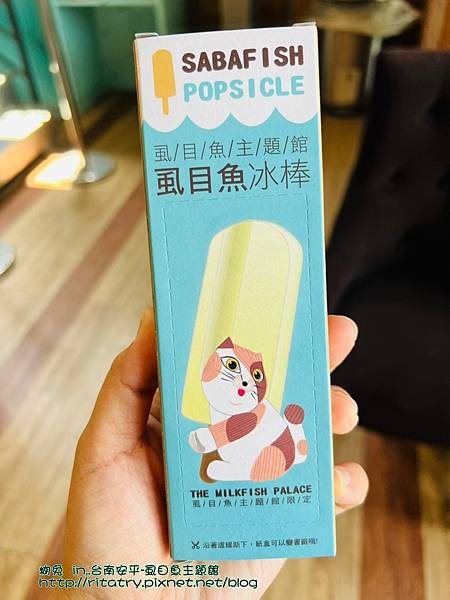 SABAFISH
POPSICLE
虱/目/魚/主/題/館
虱目魚冰棒
THE MILKFISH PALACE
虱/目/魚/主/題/館/限/定
沿著虛線撕下，紙盒可以變書籤哦!
蜘兔 in..台南安平-虱目魚主題館
http://ritatry.pixnet.net/blog